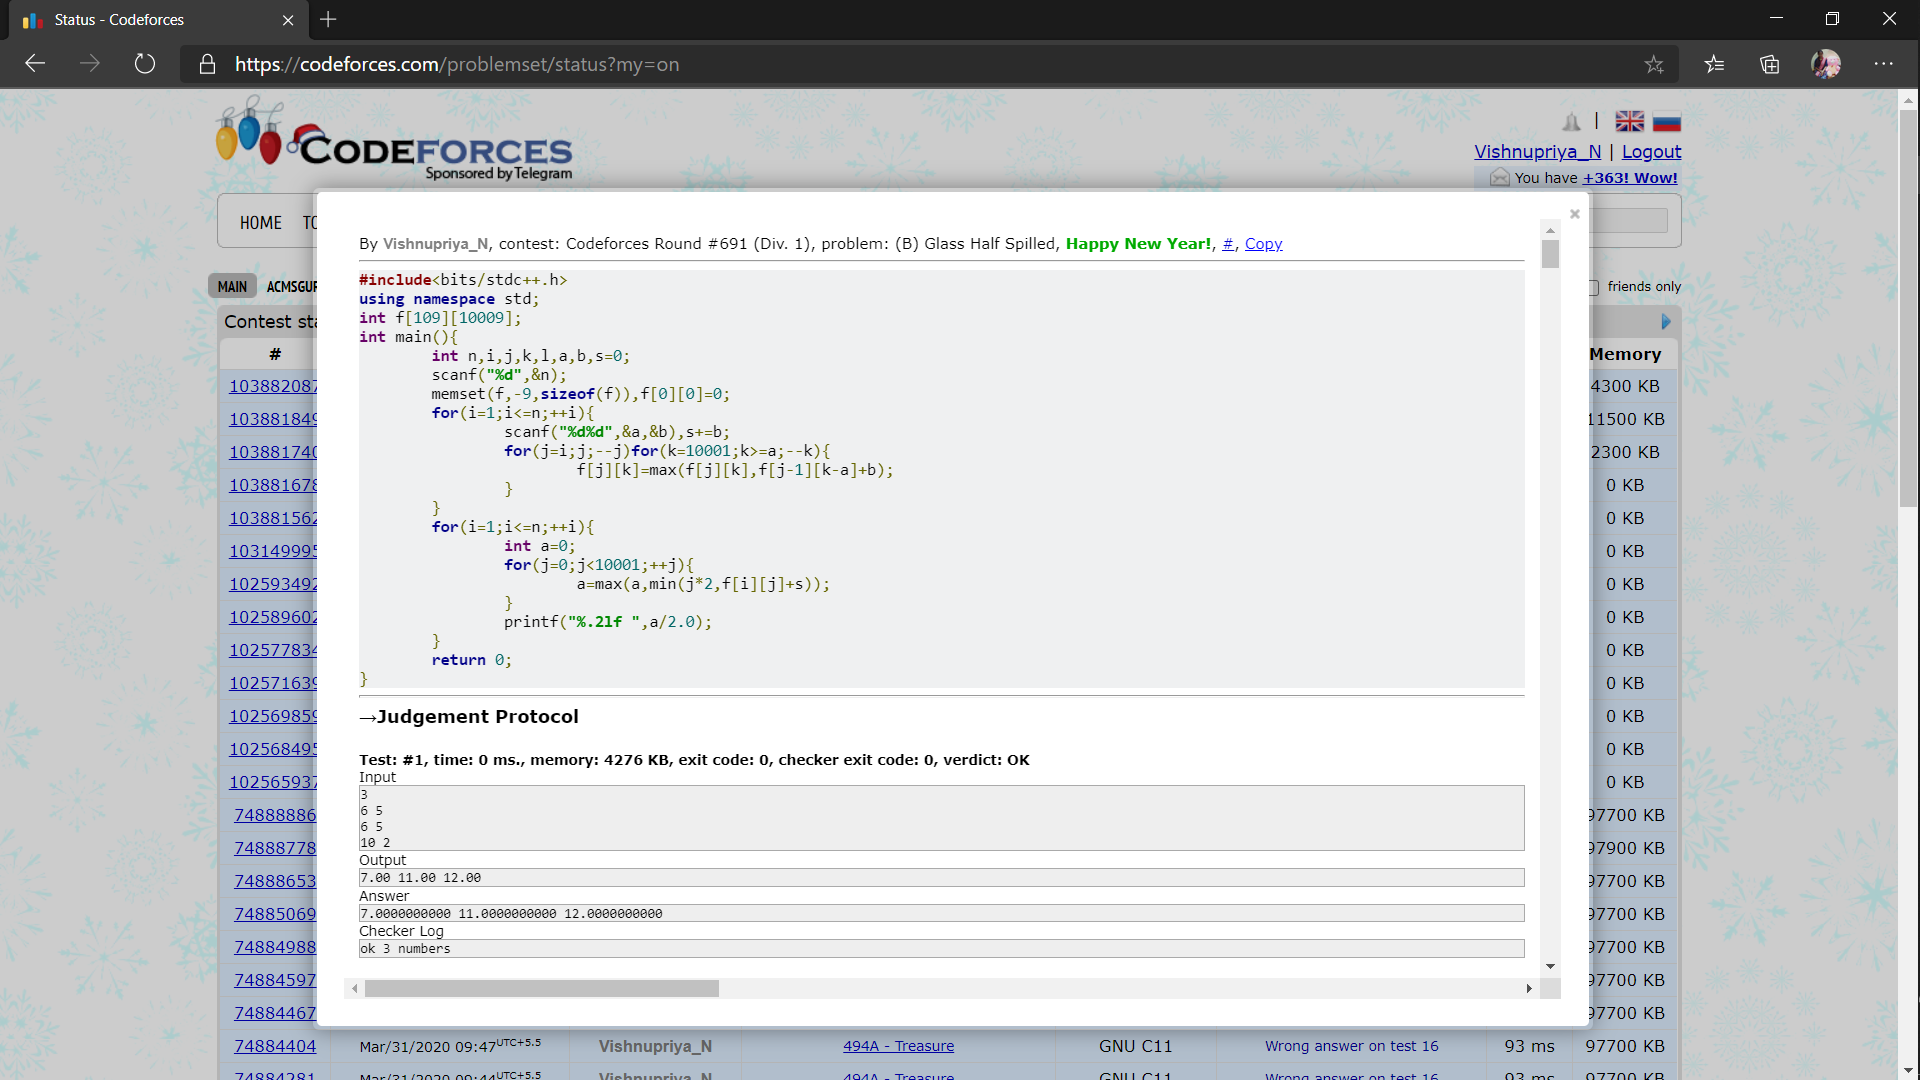 Status - Codeforces
https://codeforces.com/problemset/status?my=on
CODEFORCES
Sponsored by Telegram
Vishnupriya_N | Logout
You have +363! Wow!
HOME
MAIN
friends only
By Vishnupriya_N, contest: Codeforces Round #691 (Div. 1), problem: (B) Glass Half Spilled, Happy New Year!, #, Copy
#include<bits/stdc++.h>
using namespace std;
int f[109][10009];
int main(){
int n,i,j,k,l,a,b,s=0;
scanf("%d",&n);
memset(f,-9,sizeof(f)),f[0][0]=0;
for(i=1;i<=n;++i){
scanf("%d%d",&a,&b),s+=b;
for(j=i;j;--j)for(k=10001;k>=a;--k){
f[j][k]=max(f[j][k],f[j-1][k-a]+b);
}
}
for(i=1;i<=n;++i){
int a=0;
for(j=0;j<10001;++j){
a=max(a,min(j*2,f[i][j]+s));
}
printf("%.2lf ",a/2.0);
}
return 0;
}
→Judgement Protocol
Test: #1, time: 0 ms., memory: 4276 KB, exit code: 0, checker exit code: 0, verdict: OK
Input
3
6 5
6 5
10 2
Output
7.00 11.00 12.00
Answer
7.0000000000 11.0000000000 12.0000000000
Checker Log
ok 3 numbers
Contest sta
# Memory
103882087 4300 KB
103881849 11500 KB
103881740 2300 KB
103881678 0 KB
103881562 0 KB
103149995 0 KB
102593492 0 KB
102589602 0 KB
102577834 0 KB
102571639 0 KB
102569859 0 KB
102568495 0 KB
102565937 0 KB
74888886 97700 KB
74888778 97900 KB
74888653 97700 KB
74885069 97700 KB
74884988 97700 KB
74884597 97700 KB
74884467 97700 KB
74884404 Mar/31/2020 09:47UTC+5.5 Vishnupriya_N 494A - Treasure GNU C11 Wrong answer on test 16 93 ms 97700 KB
74884281 Mar/31/2020 09:44UTC+5.5 Vishnupriya_N 494A - Treasure GNU C11 Wrong answer on test 16 93 ms 97700 KB